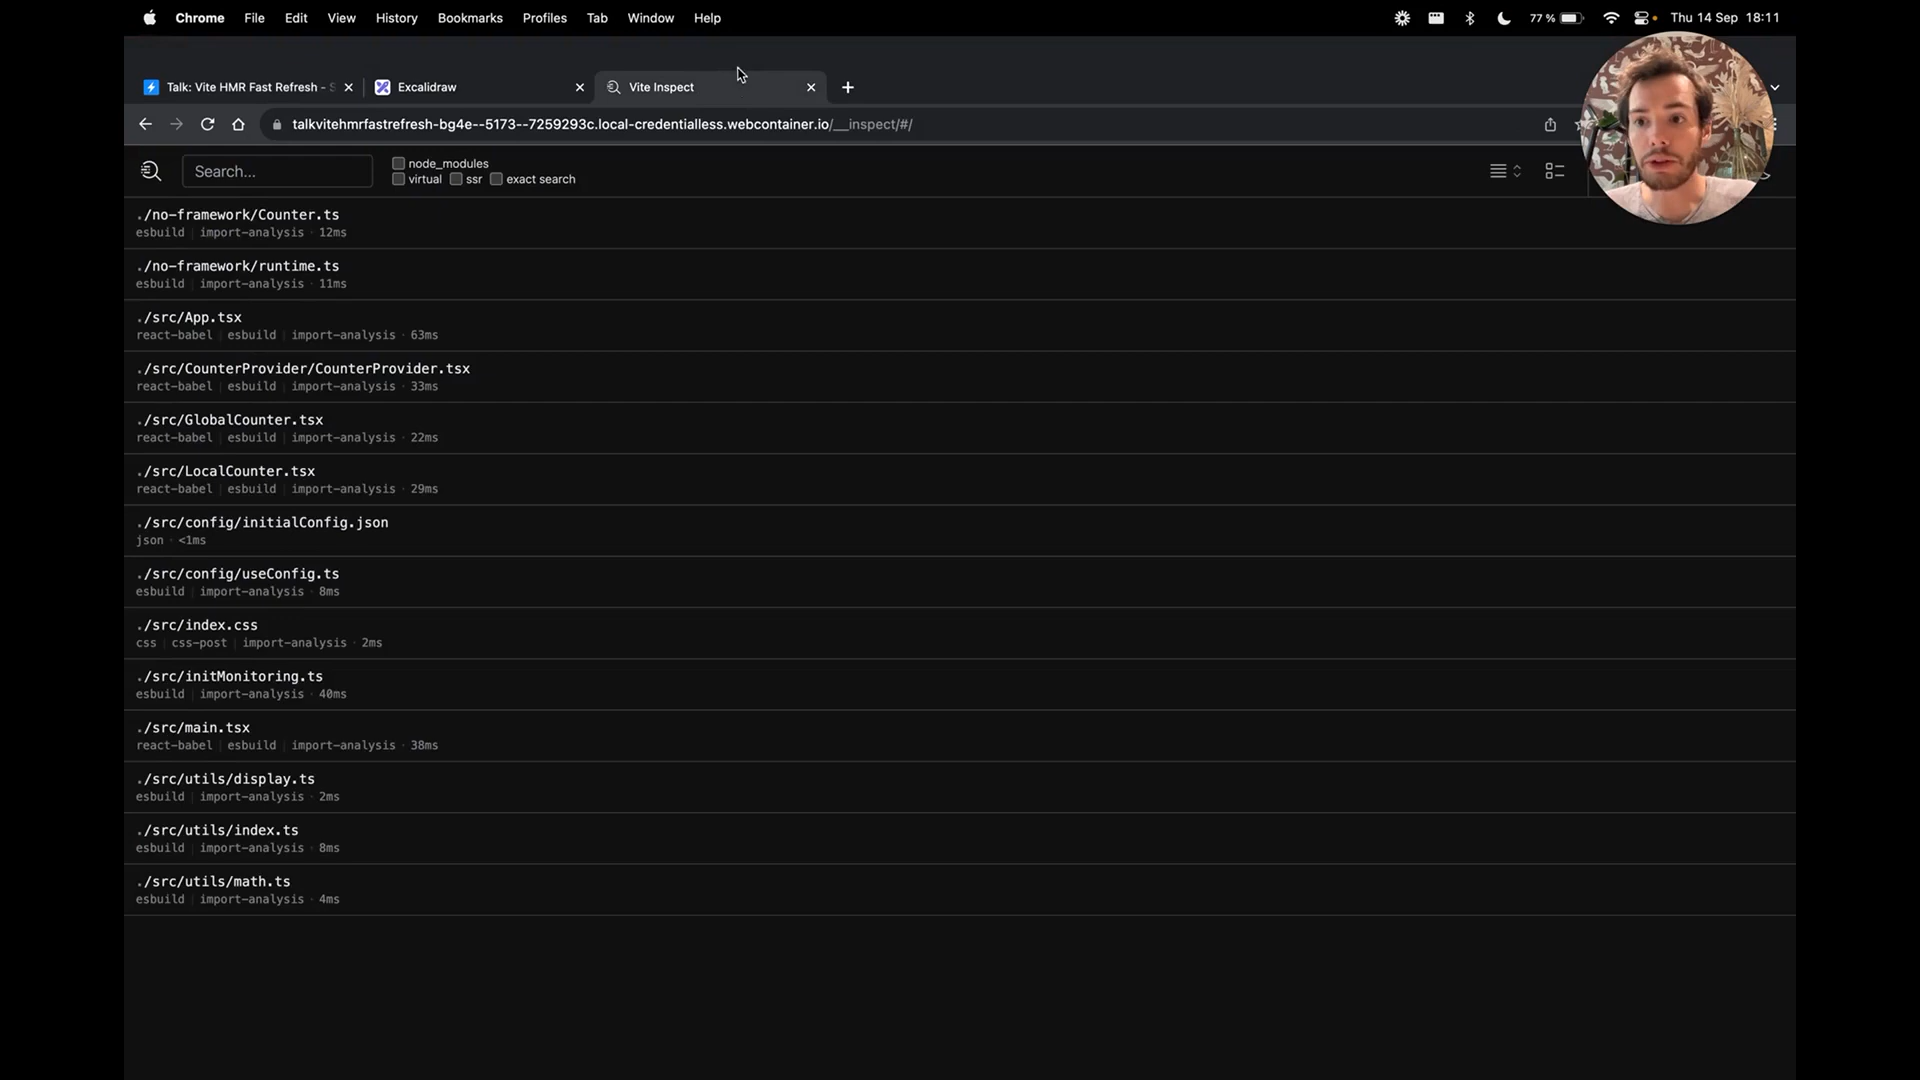 Chrome File Edit View History Bookmarks Profiles Tab Window Help 77 % Thu 14 Sep 18:11
Talk: Vite HMR Fast Refresh - S Excalidraw Vite Inspect
talkvitehmrfastrefresh-bg4e--5173--7259293c.local-credentialless.webcontainer.io/__inspect/#/
Search...
node_modules
virtual ssr exact search
./no-framework/Counter.ts
esbuild | import-analysis · 12ms
./no-framework/runtime.ts
esbuild | import-analysis · 11ms
./src/App.tsx
react-babel | esbuild | import-analysis · 63ms
./src/CounterProvider/CounterProvider.tsx
react-babel | esbuild | import-analysis · 33ms
./src/GlobalCounter.tsx
react-babel | esbuild | import-analysis · 22ms
./src/LocalCounter.tsx
react-babel | esbuild | import-analysis · 29ms
./src/config/initialConfig.json
json · <1ms
./src/config/useConfig.ts
esbuild | import-analysis · 8ms
./src/index.css
css | css-post | import-analysis · 2ms
./src/initMonitoring.ts
esbuild | import-analysis · 40ms
./src/main.tsx
react-babel | esbuild | import-analysis · 38ms
./src/utils/display.ts
esbuild | import-analysis · 2ms
./src/utils/index.ts
esbuild | import-analysis · 8ms
./src/utils/math.ts
esbuild | import-analysis · 4ms